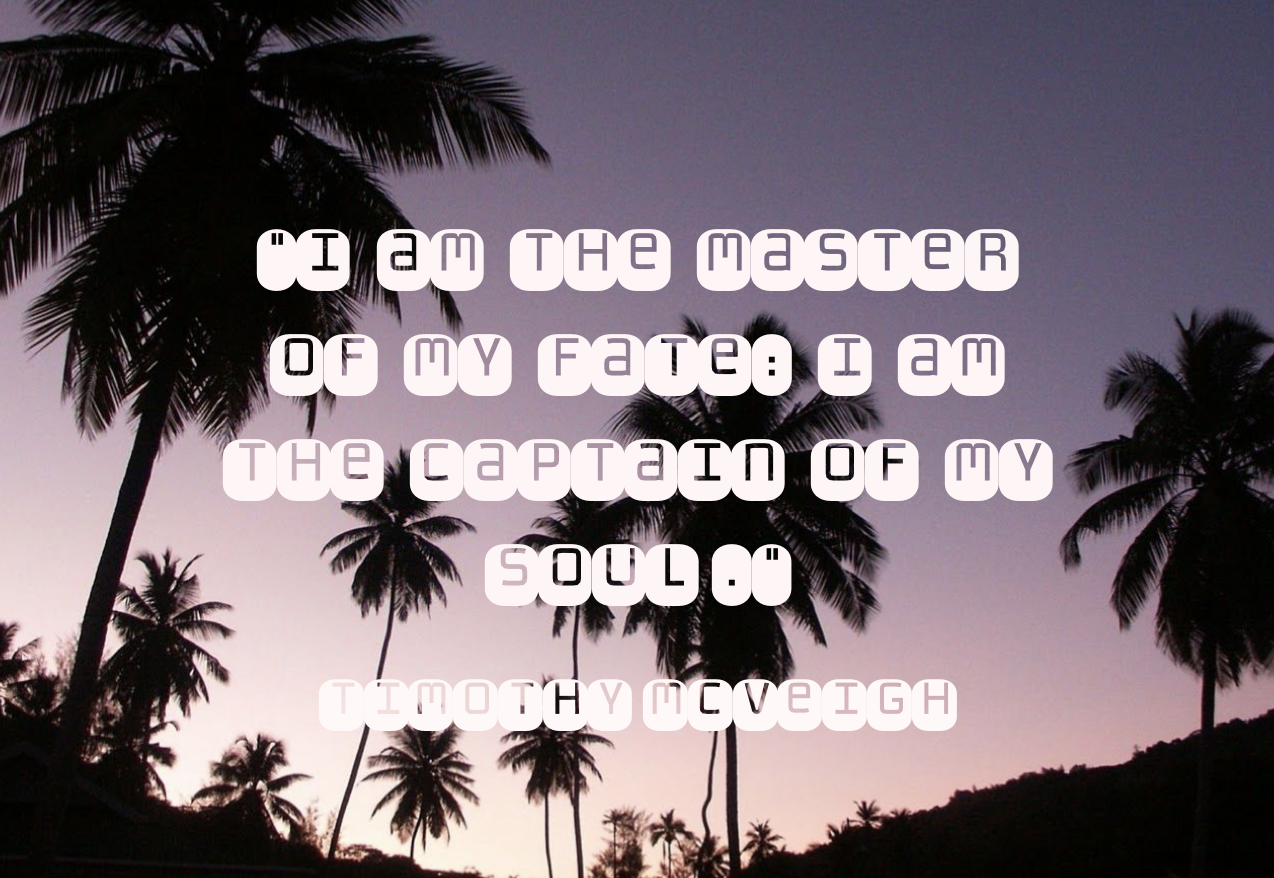 "I am THe masTer
OF mY FaTe: I am
THe CaPTaIn OF mY
SOUL."
TImOTHY mCVeIGH